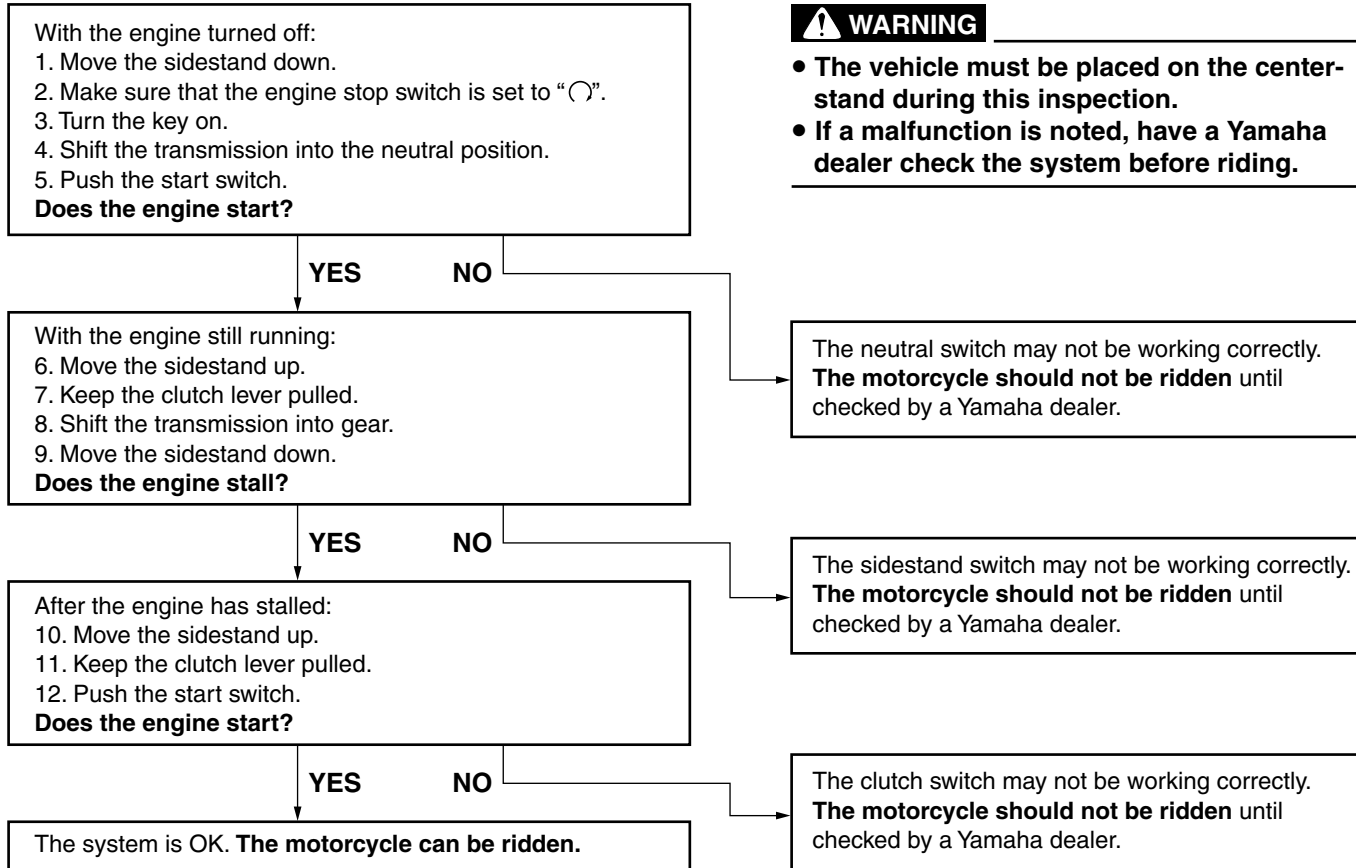 With the engine turned off:
1. Move the sidestand down.
2. Make sure that the engine stop switch is set to “○”.
3. Turn the key on.
4. Shift the transmission into the neutral position.
5. Push the start switch.
Does the engine start?
WARNING
● The vehicle must be placed on the center-
stand during this inspection.
● If a malfunction is noted, have a Yamaha
dealer check the system before riding.
YES NO
With the engine still running:
6. Move the sidestand up.
7. Keep the clutch lever pulled.
8. Shift the transmission into gear.
9. Move the sidestand down.
Does the engine stall?
The neutral switch may not be working correctly.
The motorcycle should not be ridden until
checked by a Yamaha dealer.
YES NO
After the engine has stalled:
10. Move the sidestand up.
11. Keep the clutch lever pulled.
12. Push the start switch.
Does the engine start?
The sidestand switch may not be working correctly.
The motorcycle should not be ridden until
checked by a Yamaha dealer.
YES NO
The system is OK. The motorcycle can be ridden.
The clutch switch may not be working correctly.
The motorcycle should not be ridden until
checked by a Yamaha dealer.